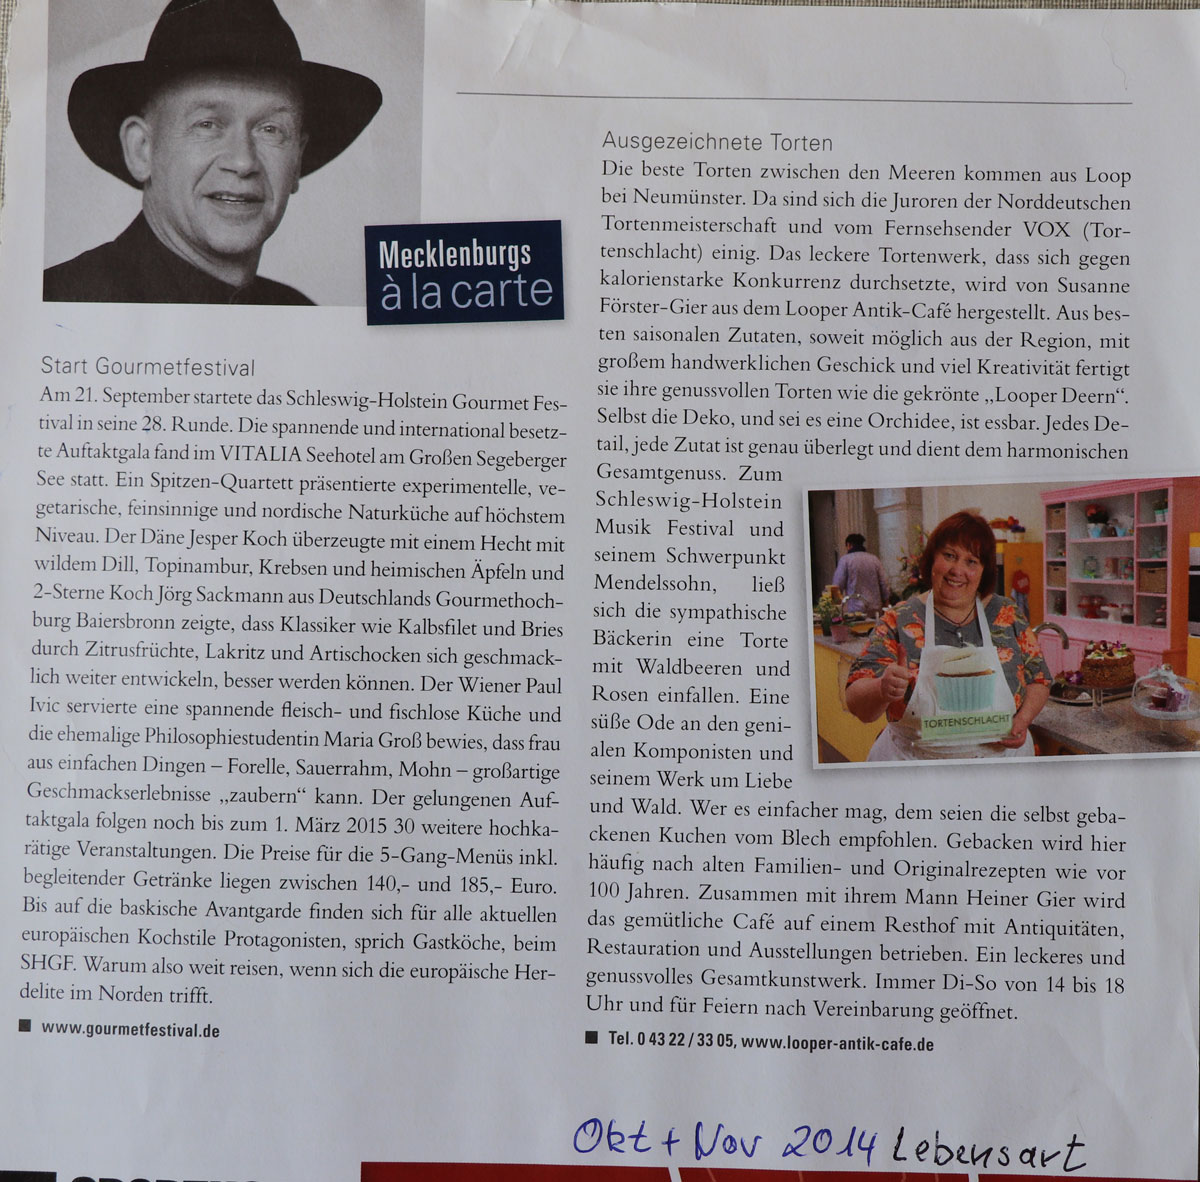 Mecklenburgs
à la carte
Start Gourmetfestival
Am 21. September startete das Schleswig-Holstein Gourmet Fes-
tival in seine 28. Runde. Die spannende und international besetz-
te Auftaktgala fand im VITALIA Seehotel am Großen Segeberger
See statt. Ein Spitzen-Quartett präsentierte experimentelle, ve-
getarische, feinsinnige und nordische Naturküche auf höchstem
Niveau. Der Däne Jesper Koch überzeugte mit einem Hecht mit
wildem Dill, Topinambur, Krebsen und heimischen Äpfeln und
2-Sterne Koch Jörg Sackmann aus Deutschlands Gourmethoch-
burg Baiersbronn zeigte, dass Klassiker wie Kalbsfilet und Bries
durch Zitrusfrüchte, Lakritz und Artischocken sich geschmack-
lich weiter entwickeln, besser werden können. Der Wiener Paul
Ivic servierte eine spannende fleisch- und fischlose Küche und
die ehemalige Philosophiestudentin Maria Groß bewies, dass frau
aus einfachen Dingen – Forelle, Sauerrahm, Mohn – großartige
Geschmackserlebnisse „zaubern“ kann. Der gelungenen Auf-
taktgala folgen noch bis zum 1. März 2015 30 weitere hochka-
rätige Veranstaltungen. Die Preise für die 5-Gang-Menüs inkl.
begleitender Getränke liegen zwischen 140,- und 185,- Euro.
Bis auf die baskische Avantgarde finden sich für alle aktuellen
europäischen Kochstile Protagonisten, sprich Gastköche, beim
SHGF. Warum also weit reisen, wenn sich die europäische Her-
delite im Norden trifft.
■ www.gourmetfestival.de
Ausgezeichnete Torten
Die beste Torten zwischen den Meeren kommen aus Loop
bei Neumünster. Da sind sich die Juroren der Norddeutschen
Tortenmeisterschaft und vom Fernsehsender VOX (Tor-
tenschlacht) einig. Das leckere Tortenwerk, dass sich gegen
kalorienstarke Konkurrenz durchsetzte, wird von Susanne
Förster-Gier aus dem Looper Antik-Café hergestellt. Aus bes-
ten saisonalen Zutaten, soweit möglich aus der Region, mit
großem handwerklichen Geschick und viel Kreativität fertigt
sie ihre genussvollen Torten wie die gekrönte „Looper Deern“.
Selbst die Deko, und sei es eine Orchidee, ist essbar. Jedes De-
tail, jede Zutat ist genau überlegt und dient dem harmonischen
Gesamtgenuss. Zum
Schleswig-Holstein
Musik Festival und
seinem Schwerpunkt
Mendelssohn, ließ
sich die sympathische
Bäckerin eine Torte
mit Waldbeeren und
Rosen einfallen. Eine
süße Ode an den geni-
alen Komponisten und
seinem Werk um Liebe
und Wald. Wer es einfacher mag, dem seien die selbst geba-
ckenen Kuchen vom Blech empfohlen. Gebacken wird hier
häufig nach alten Familien- und Originalrezepten wie vor
100 Jahren. Zusammen mit ihrem Mann Heiner Gier wird
das gemütliche Café auf einem Resthof mit Antiquitäten,
Restauration und Ausstellungen betrieben. Ein leckeres und
genussvolles Gesamtkunstwerk. Immer Di-So von 14 bis 18
Uhr und für Feiern nach Vereinbarung geöffnet.
■ Tel. 0 43 22 / 33 05, www.looper-antik-cafe.de
TORTENSCHLACHT
Okt + Nov 2014 Lebensart